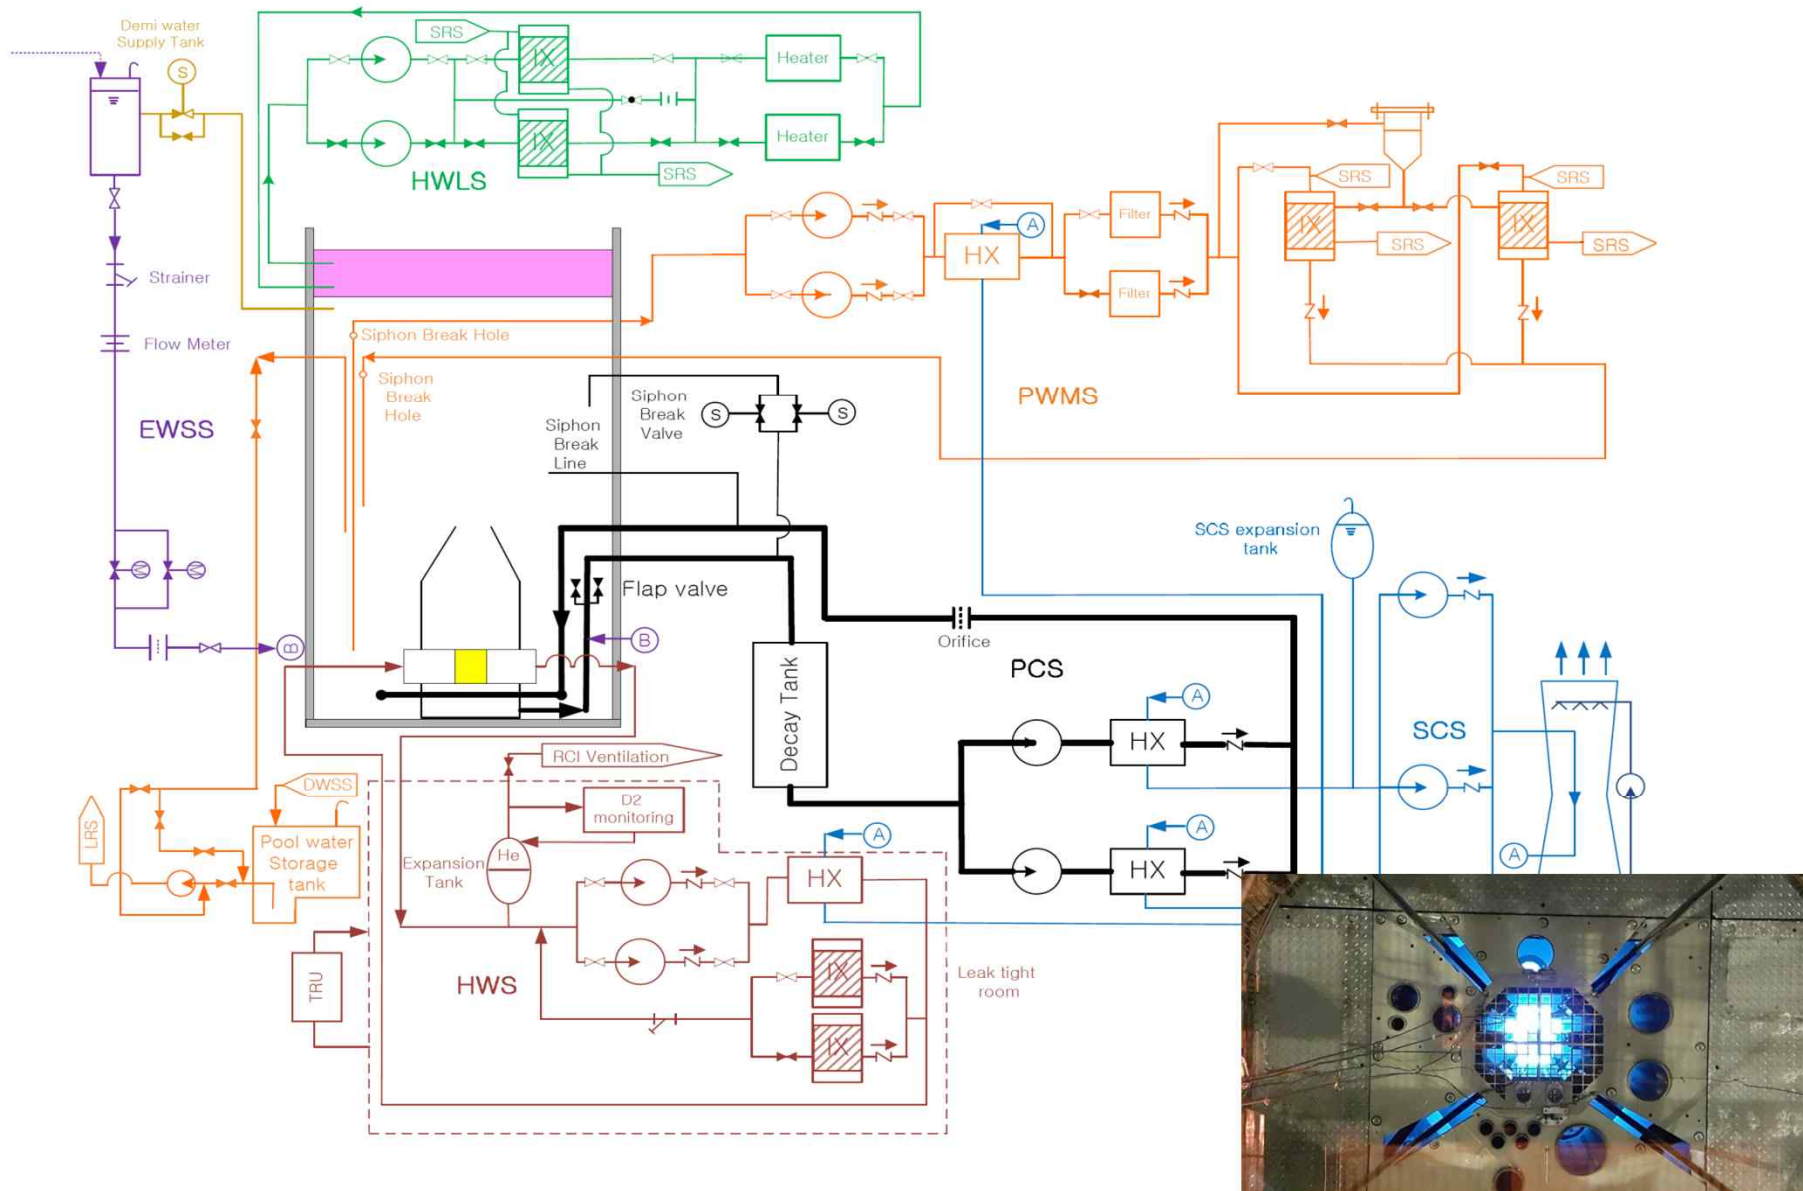 Demi water
Supply Tank
S
SRS
IX
Heater
IX
Heater
HWLS
SRS
Strainer
Flow Meter
EWSS
M
M
B
Siphon Break Hole
Siphon
Break
Hole
Siphon
Break
Line
Siphon
Break
Valve
S
S
Flap valve
B
HX
A
Filter
Filter
SRS
IX
SRS
SRS
IX
SRS
PWMS
SCS expansion
tank
Orifice
PCS
Decay Tank
HX
A
HX
A
SCS
A
RCI Ventilation
D2
monitoring
He
Expansion
Tank
HX
A
IX
IX
HWS
Leak tight
room
LRS
DWSS
Pool water
Storage
tank
TRU